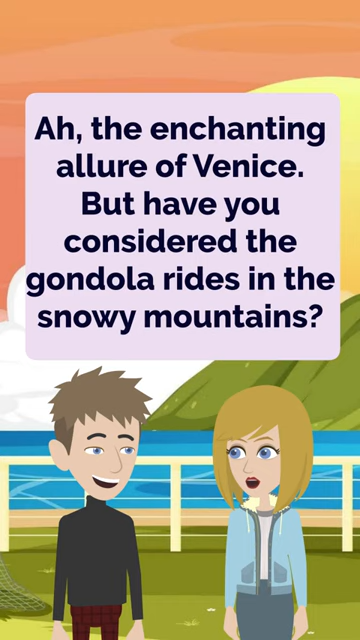 Ah, the enchanting
allure of Venice.
But have you
considered the
gondola rides in the
snowy mountains?